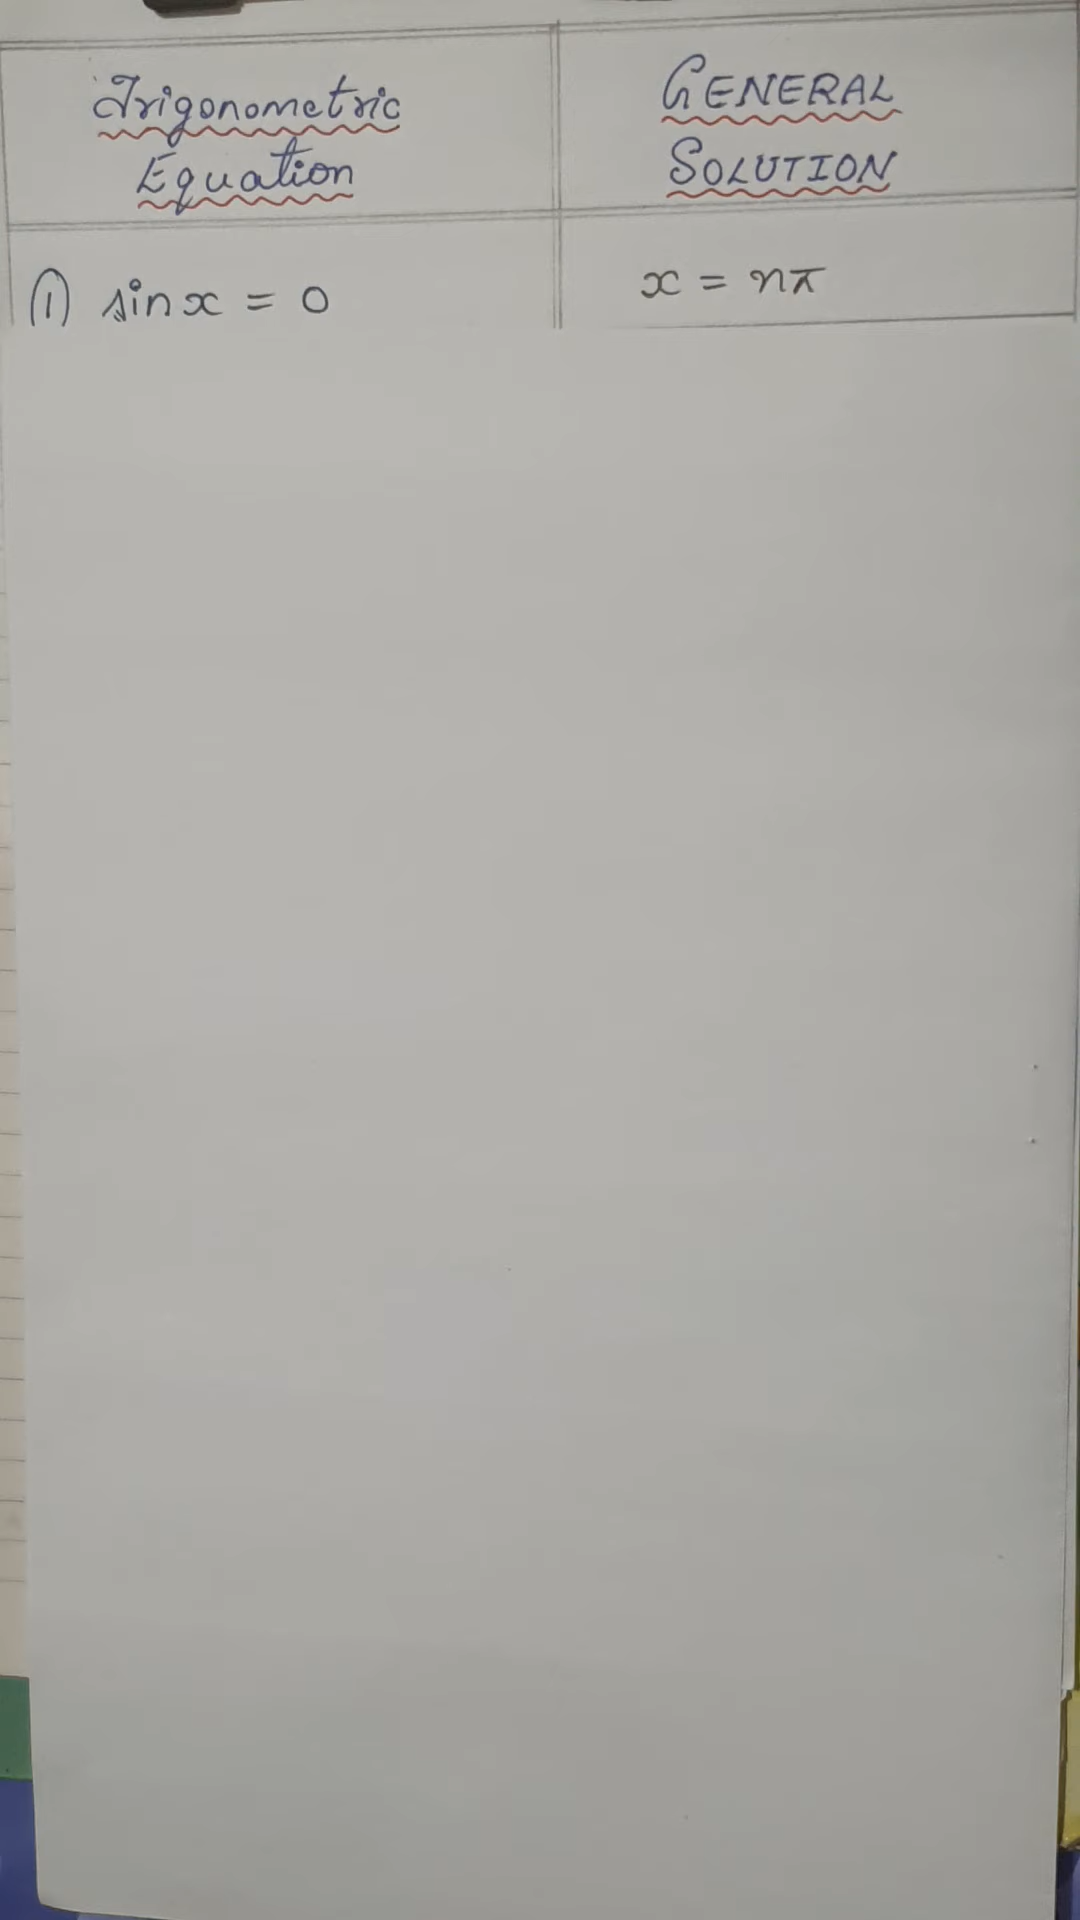 Trigonometric
Equation
GENERAL
SOLUTION
① sin x = 0
x = nπ